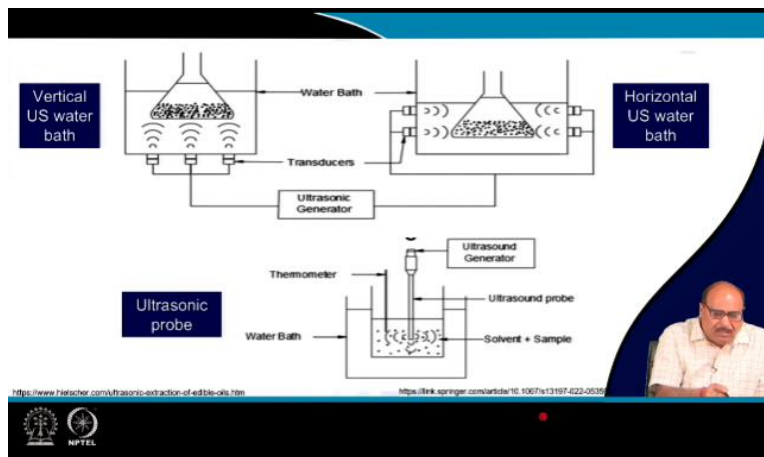 Vertical
US water
bath
Water Bath
Horizontal
US water
bath
Transducers
Ultrasonic
Generator
Ultrasound
Generator
Thermometer
Ultrasonic
probe
Ultrasound probe
Water Bath
Solvent + Sample
https://www.hielscher.com/ultrasonic-extraction-of-edible-oils.htm
https://link.springer.com/article/10.1007/s13197-022-0535
NPTEL